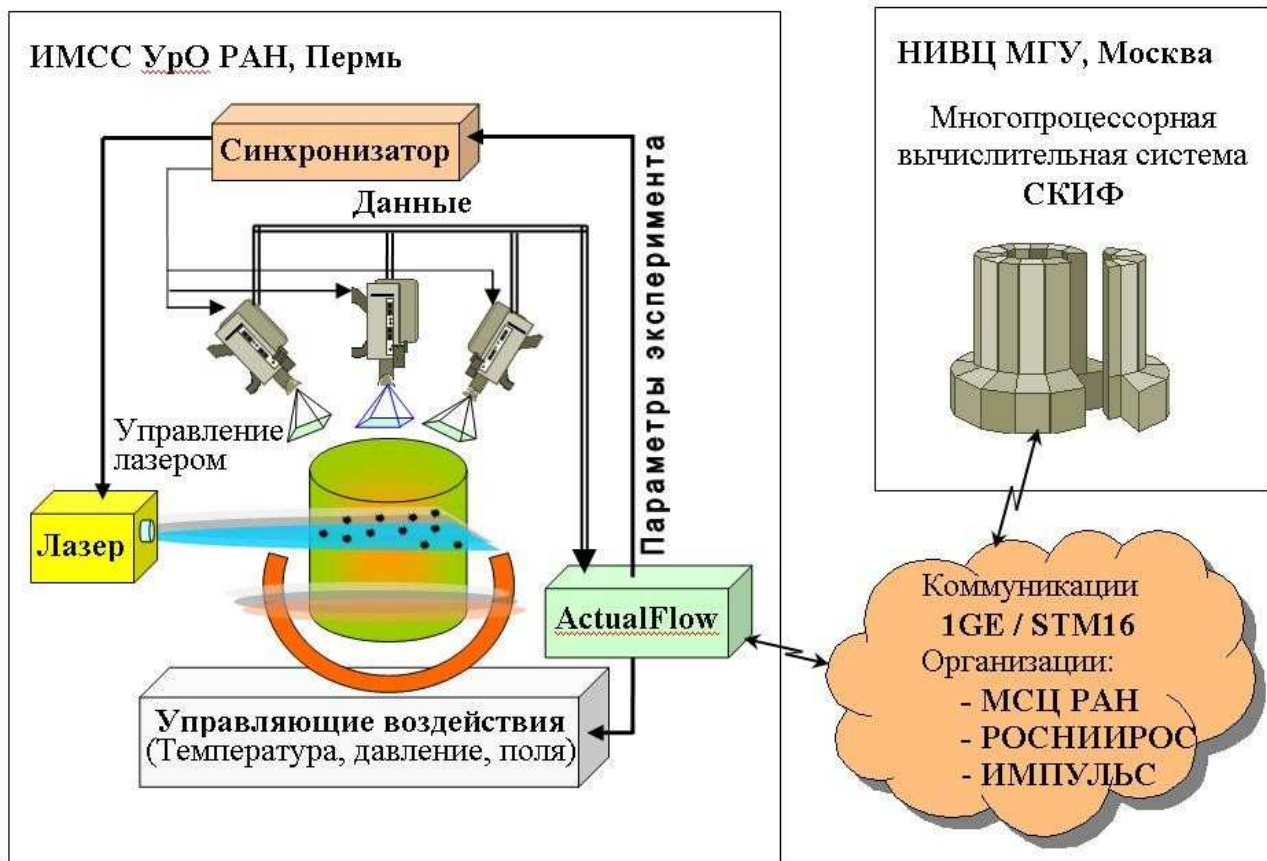 ИМСС УрО РАН, Пермь
Синхронизатор
Данные
Параметры эксперимента
Управление
лазером
Лазер
ActualFlow
Управляющие воздействия
(Температура, давление, поля)
НИВЦ МГУ, Москва
Многопроцессорная
вычислительная система
СКИФ
Коммуникации
1GE / STM16
Организации:
- МСЦ РАН
- РОСНИИРОС
- ИМПУЛЬС